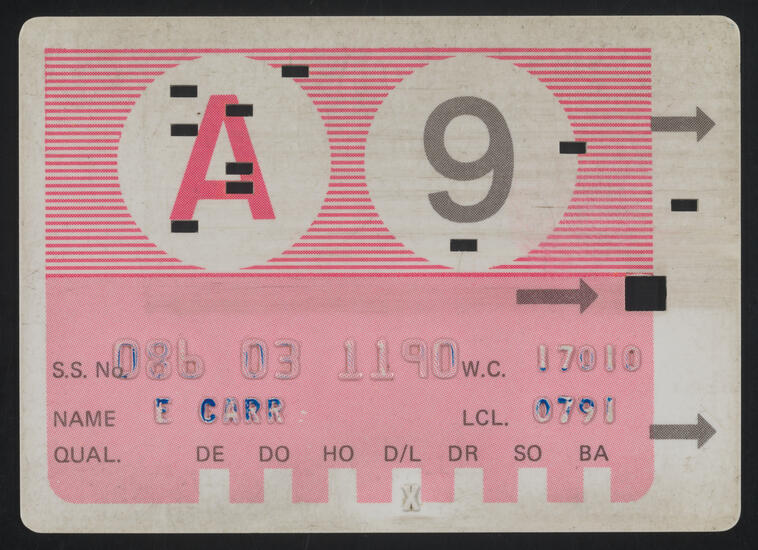 A 9
S.S. No. 086 03 1190 W.C. 17010
NAME E CARR LCL. 0791
QUAL. DE DO HO D/L DR SO BA
X